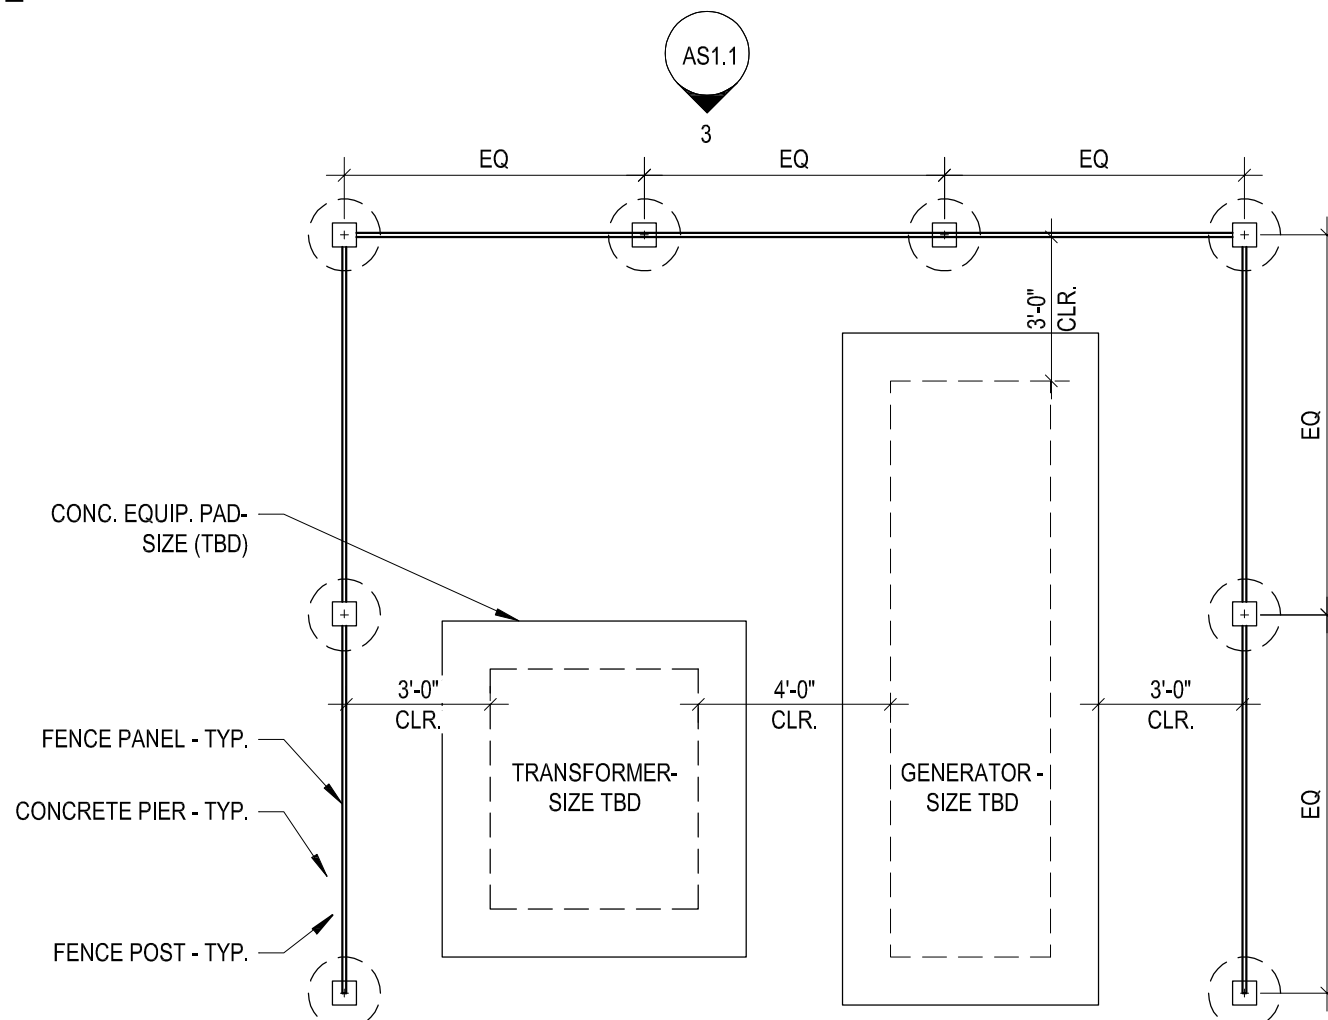 AS1.1
3
EQ
EQ
EQ
3'-0"
CLR.
EQ
CONC. EQUIP. PAD-
SIZE (TBD)
3'-0"
CLR.
4'-0"
CLR.
3'-0"
CLR.
FENCE PANEL - TYP.
TRANSFORMER-
SIZE TBD
GENERATOR -
SIZE TBD
CONCRETE PIER - TYP.
EQ
FENCE POST - TYP.